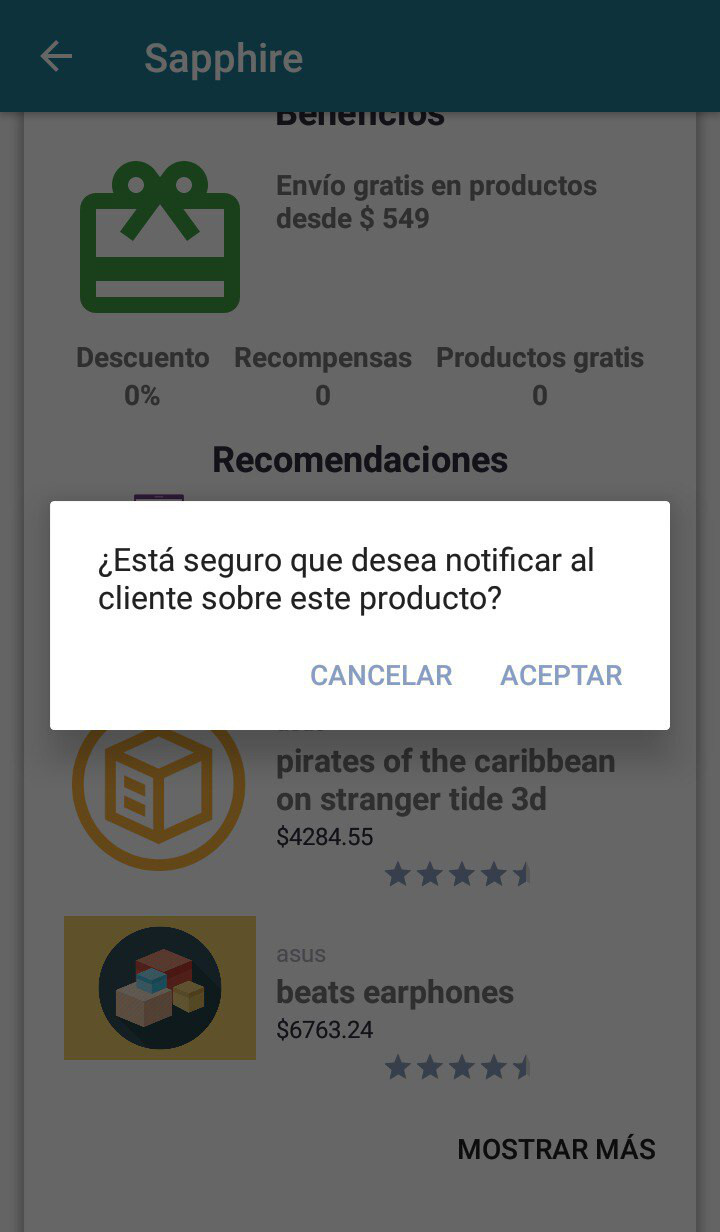 Sapphire
Beneficios
Envío gratis en productos
desde $ 549
Descuento Recompensas Productos gratis
0% 0 0
Recomendaciones
¿Está seguro que desea notificar al
cliente sobre este producto?
CANCELAR ACEPTAR
pirates of the caribbean
on stranger tide 3d
$4284.55
asus
beats earphones
$6763.24
MOSTRAR MÁS